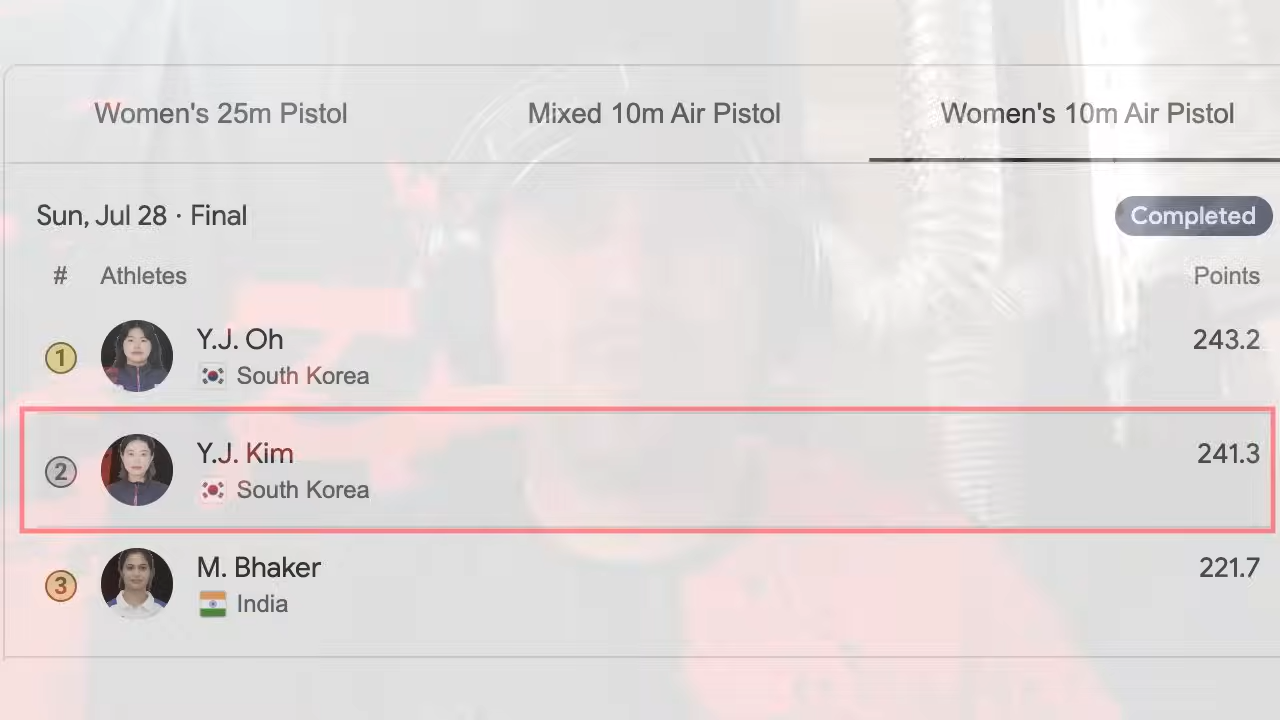 Women's 25m Pistol
Mixed 10m Air Pistol
Women's 10m Air Pistol
Sun, Jul 28 · Final
Completed
# Athletes Points
1 Y.J. Oh 243.2
South Korea
2 Y.J. Kim 241.3
South Korea
3 M. Bhaker 221.7
India